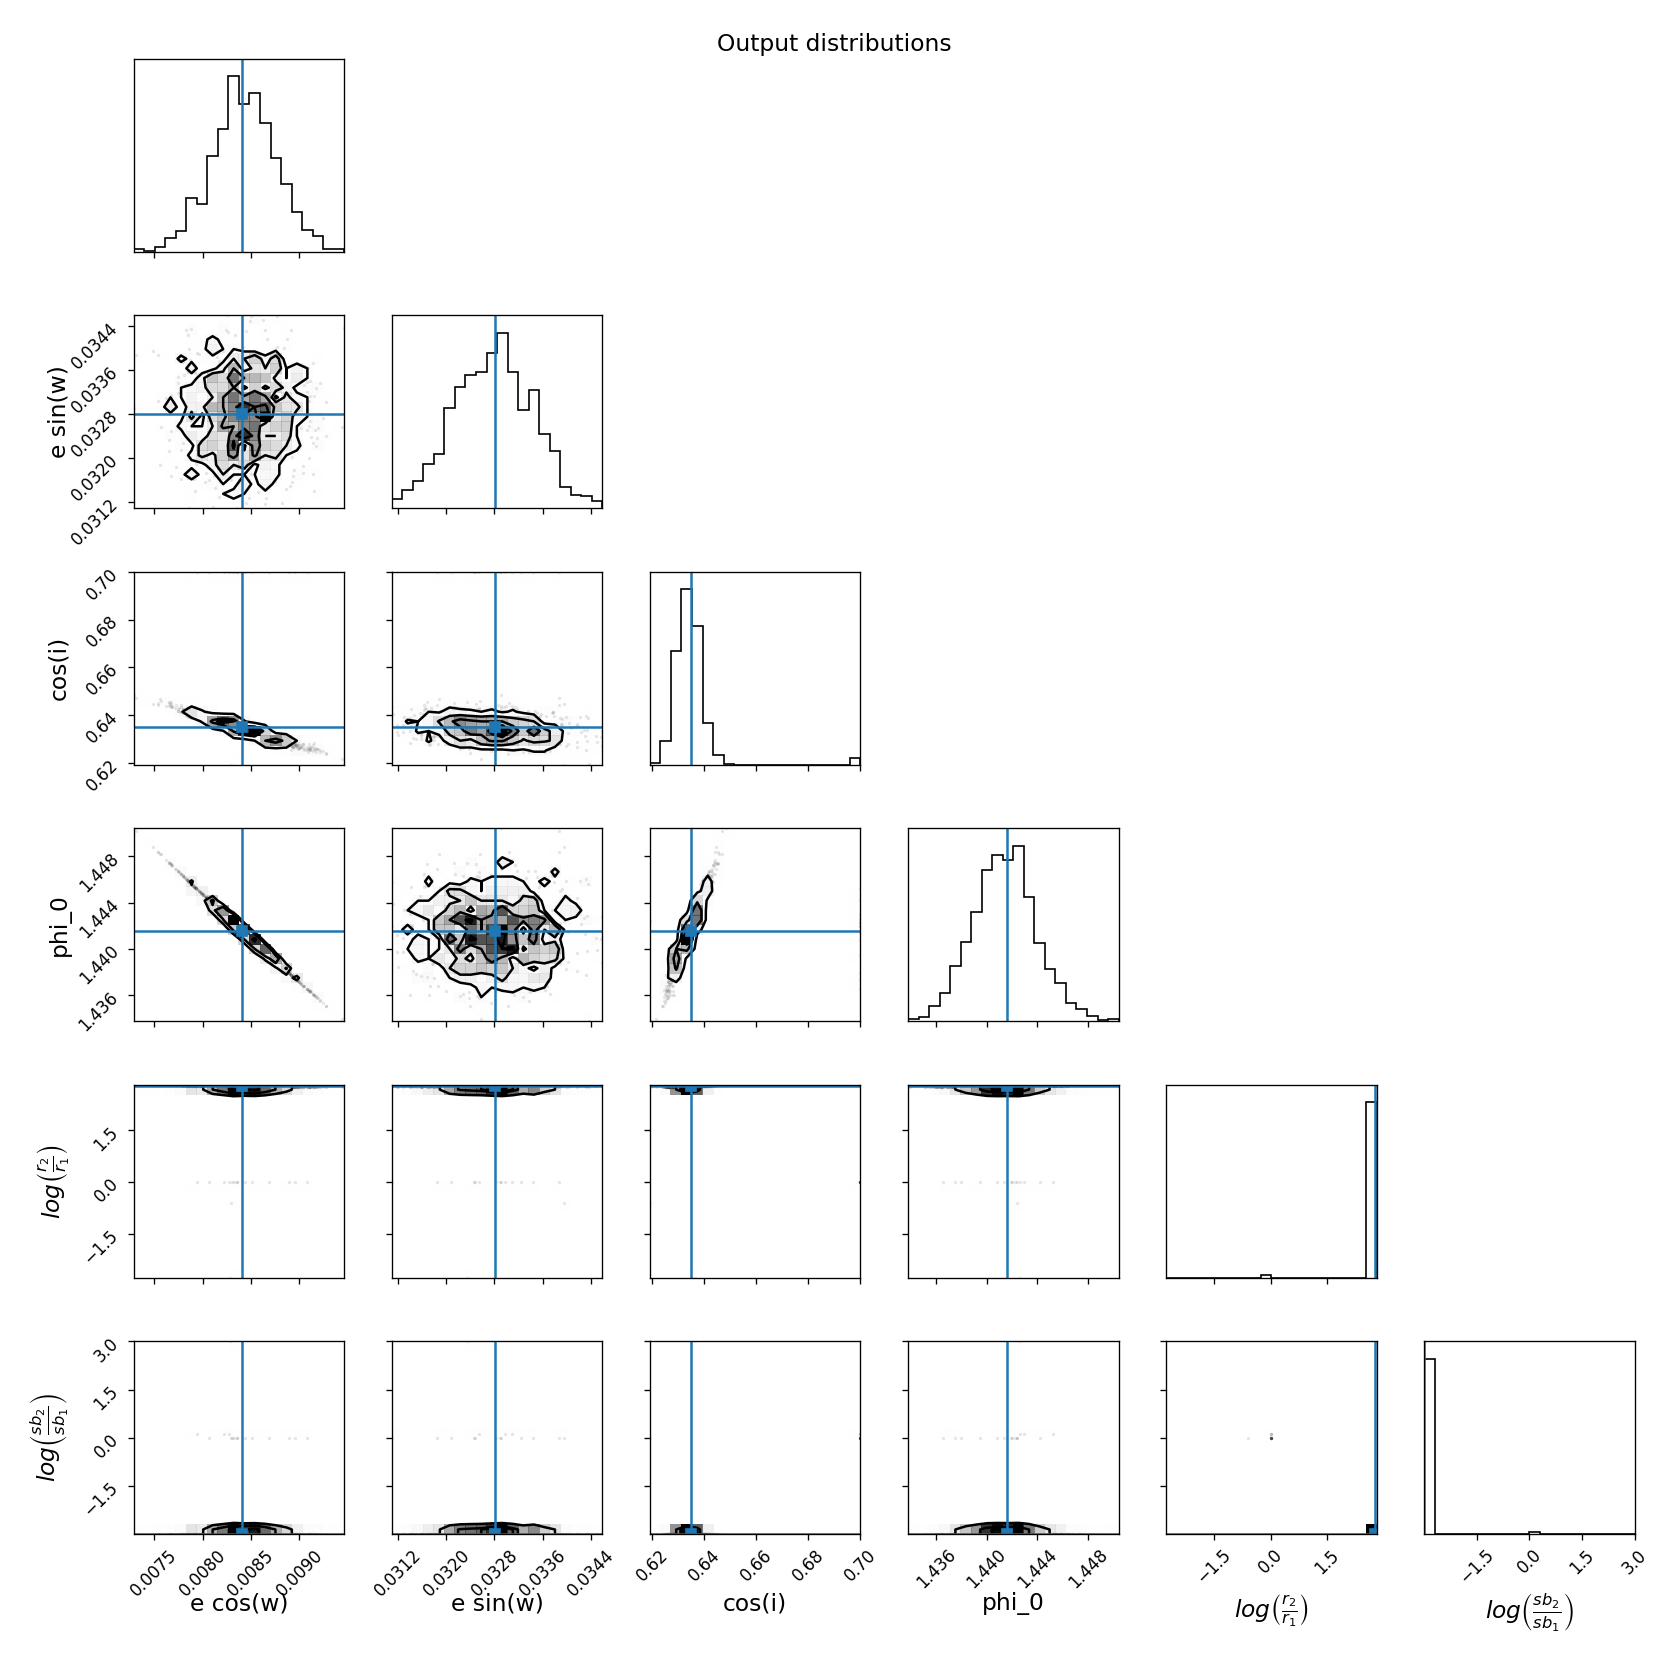 Output distributions
e sin(w)
0.0344
0.0336
0.0328
0.0320
0.0312
cos(i)
0.70
0.68
0.66
0.64
0.62
phi_0
1.448
1.444
1.440
1.436
log(r₂/r₁)
1.5
0.0
−1.5
log(sb₂/sb₁)
3.0
1.5
0.0
−1.5
0.0075 0.0080 0.0085 0.0090 0.0312 0.0320 0.0328 0.0336 0.0344 0.62 0.64 0.66 0.68 0.70 1.436 1.440 1.444 1.448 −1.5 0.0 1.5 −1.5 0.0 1.5 3.0
e cos(w) e sin(w) cos(i) phi_0 log(r₂/r₁) log(sb₂/sb₁)